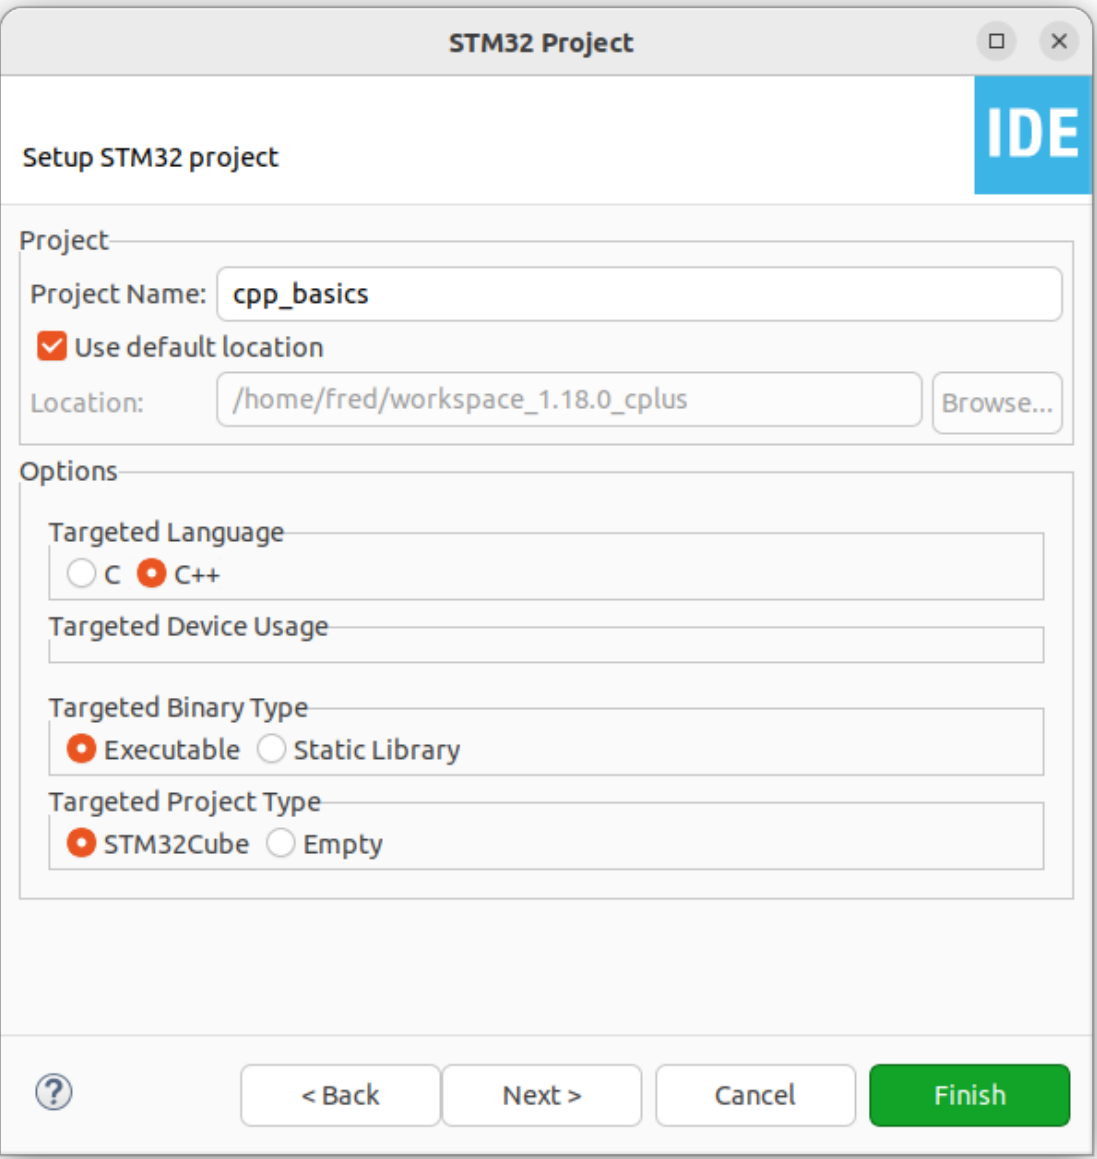 STM32 Project
IDE
Setup STM32 project
Project
Project Name: cpp_basics
Use default location
Location: /home/fred/workspace_1.18.0_cplus Browse...
Options
Targeted Language
C C++
Targeted Device Usage
Targeted Binary Type
Executable Static Library
Targeted Project Type
STM32Cube Empty
? < Back Next > Cancel Finish